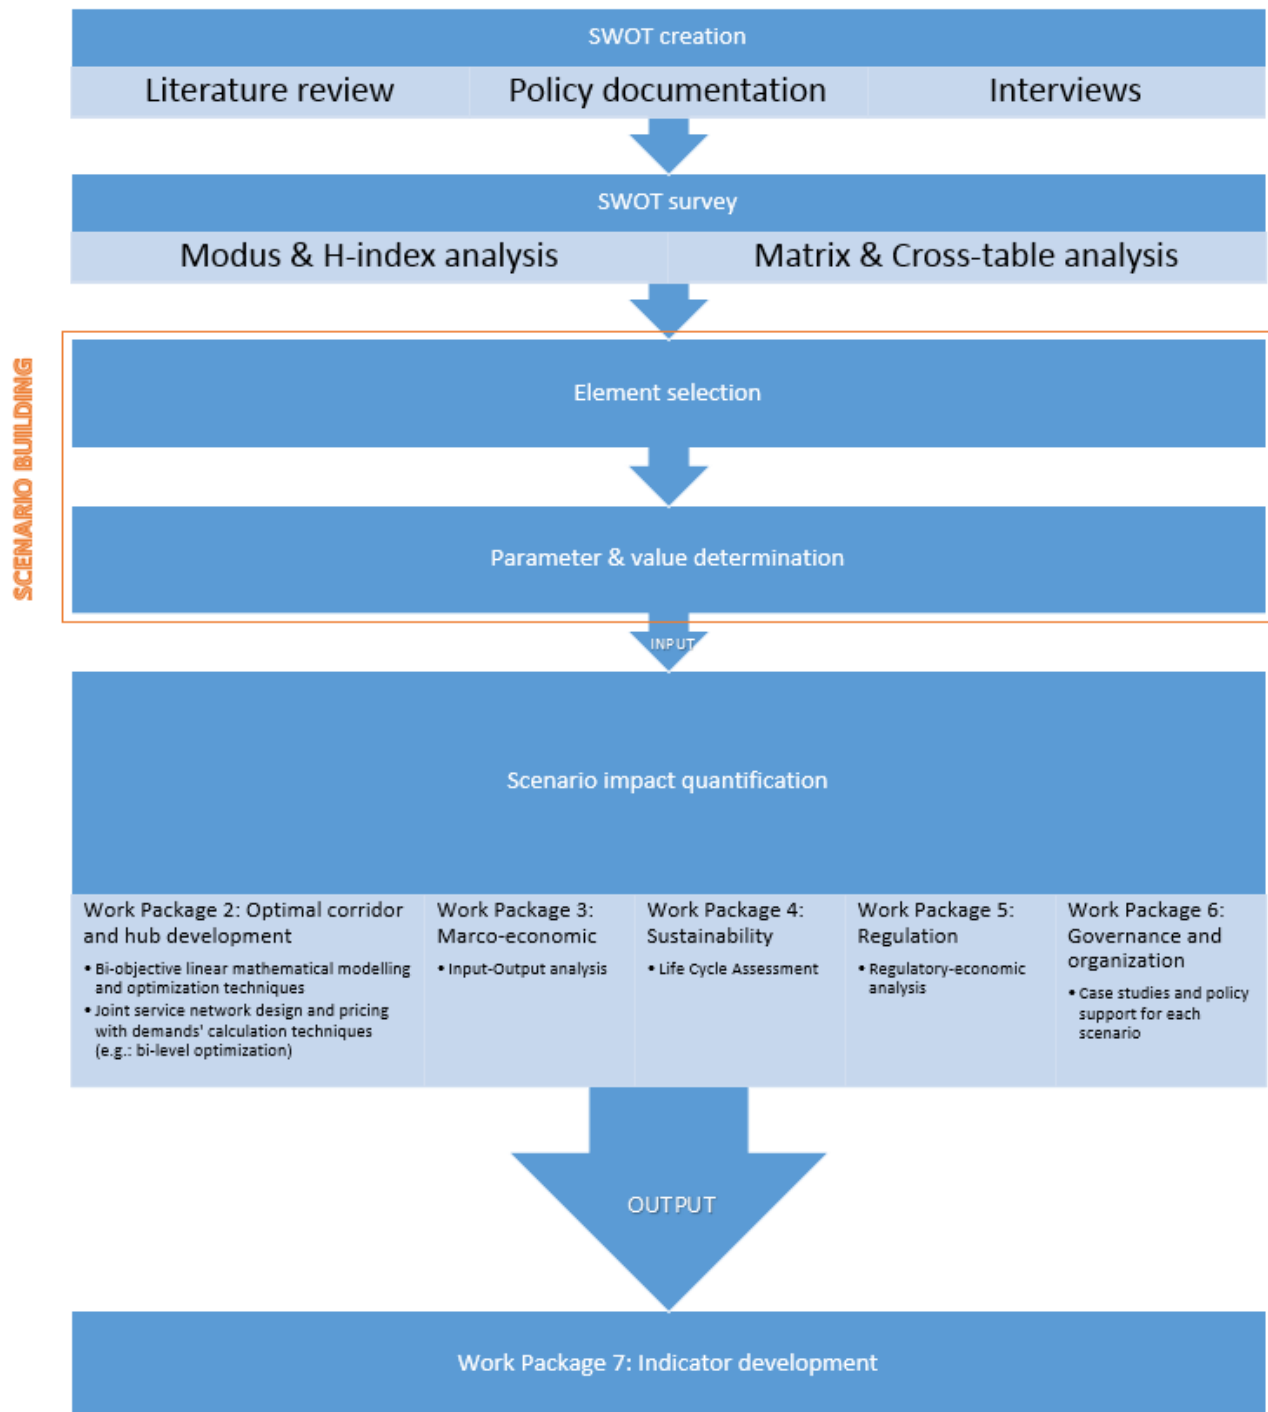 SWOT creation
Literature review
Policy documentation
Interviews
SWOT survey
Modus & H-index analysis
Matrix & Cross-table analysis
SCENARIO BUILDING
Element selection
Parameter & value determination
INPUT
Scenario impact quantification
Work Package 2: Optimal corridor
and hub development
• Bi-objective linear mathematical modelling
and optimization techniques
• Joint service network design and pricing
with demands' calculation techniques
(e.g.: bi-level optimization)
Work Package 3:
Marco-economic
• Input-Output analysis
Work Package 4:
Sustainability
• Life Cycle Assessment
Work Package 5:
Regulation
• Regulatory-economic
analysis
Work Package 6:
Governance and
organization
• Case studies and policy
support for each
scenario
OUTPUT
Work Package 7: Indicator development